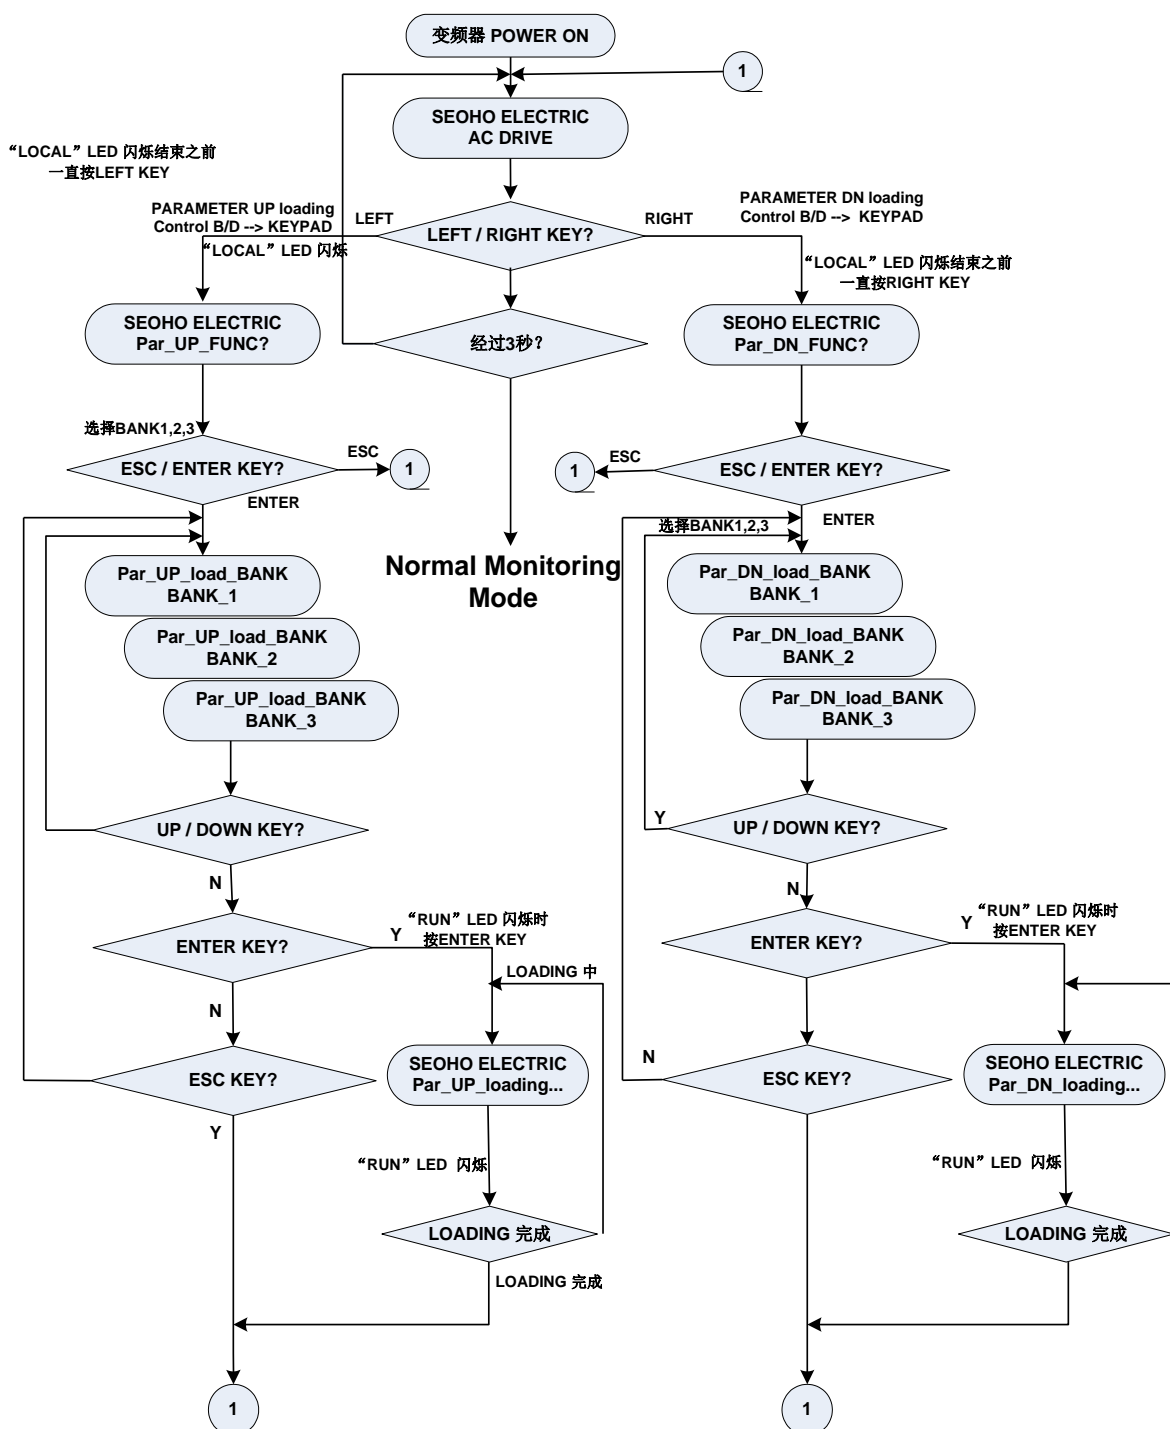 变频器 POWER ON
1
SEOHO ELECTRIC
AC DRIVE
“LOCAL”LED 闪烁结束之前
一直按LEFT KEY
PARAMETER UP loading
Control B/D --> KEYPAD
LEFT
“LOCAL”LED 闪烁
LEFT / RIGHT KEY?
RIGHT
PARAMETER DN loading
Control B/D --> KEYPAD
“LOCAL”LED 闪烁结束之前
一直按RIGHT KEY
SEOHO ELECTRIC
Par_UP_FUNC?
经过3秒?
SEOHO ELECTRIC
Par_DN_FUNC?
选择BANK1,2,3
ESC / ENTER KEY?
ESC
1
ENTER
1
ESC
ESC / ENTER KEY?
ENTER
选择BANK1,2,3
Normal Monitoring
Mode
Par_UP_load_BANK
BANK_1
Par_UP_load_BANK
BANK_2
Par_UP_load_BANK
BANK_3
Par_DN_load_BANK
BANK_1
Par_DN_load_BANK
BANK_2
Par_DN_load_BANK
BANK_3
UP / DOWN KEY?
N
Y
UP / DOWN KEY?
N
ENTER KEY?
Y
“RUN”LED 闪烁时
按ENTER KEY
LOADING 中
N
ENTER KEY?
Y
“RUN”LED 闪烁时
按ENTER KEY
ESC KEY?
Y
SEOHO ELECTRIC
Par_UP_loading...
N
ESC KEY?
SEOHO ELECTRIC
Par_DN_loading...
“RUN”LED 闪烁
LOADING 完成
LOADING 完成
“RUN”LED 闪烁
LOADING 完成
1
1